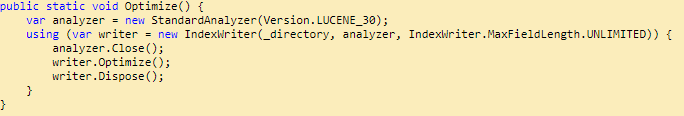 public static void Optimize() {
    var analyzer = new StandardAnalyzer(Version.LUCENE_30);
    using (var writer = new IndexWriter(_directory, analyzer, IndexWriter.MaxFieldLength.UNLIMITED)) {
        analyzer.Close();
        writer.Optimize();
        writer.Dispose();
    }
}